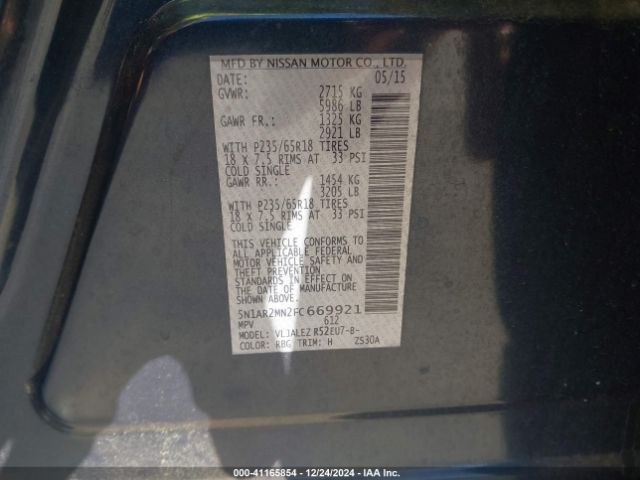 MFD BY NISSAN MOTOR CO., LTD.
DATE: 05/15
GVWR: 2715 KG
5986 LB
GAWR FR.: 1325 KG
2921 LB
WITH P235/65R18 TIRES
18 x 7.5 RIMS AT 33 PSI
COLD SINGLE
GAWR RR.: 1454 KG
3205 LB
WITH P235/65R18 TIRES
18 x 7.5 RIMS AT 33 PSI
COLD SINGLE
THIS VEHICLE CONFORMS TO
ALL APPLICABLE FEDERAL
MOTOR VEHICLE SAFETY AND
THEFT PREVENTION
STANDARDS IN EFFECT ON
THE DATE OF MANUFACTURE
SHOWN ABOVE.
5N1AR2MN2FC669921
MPV 612
MODEL: VLJALEZ R52EU7-B-
COLOR: RBG TRIM: H ZS30A
000-41165854 - 12/24/2024 - IAA Inc.